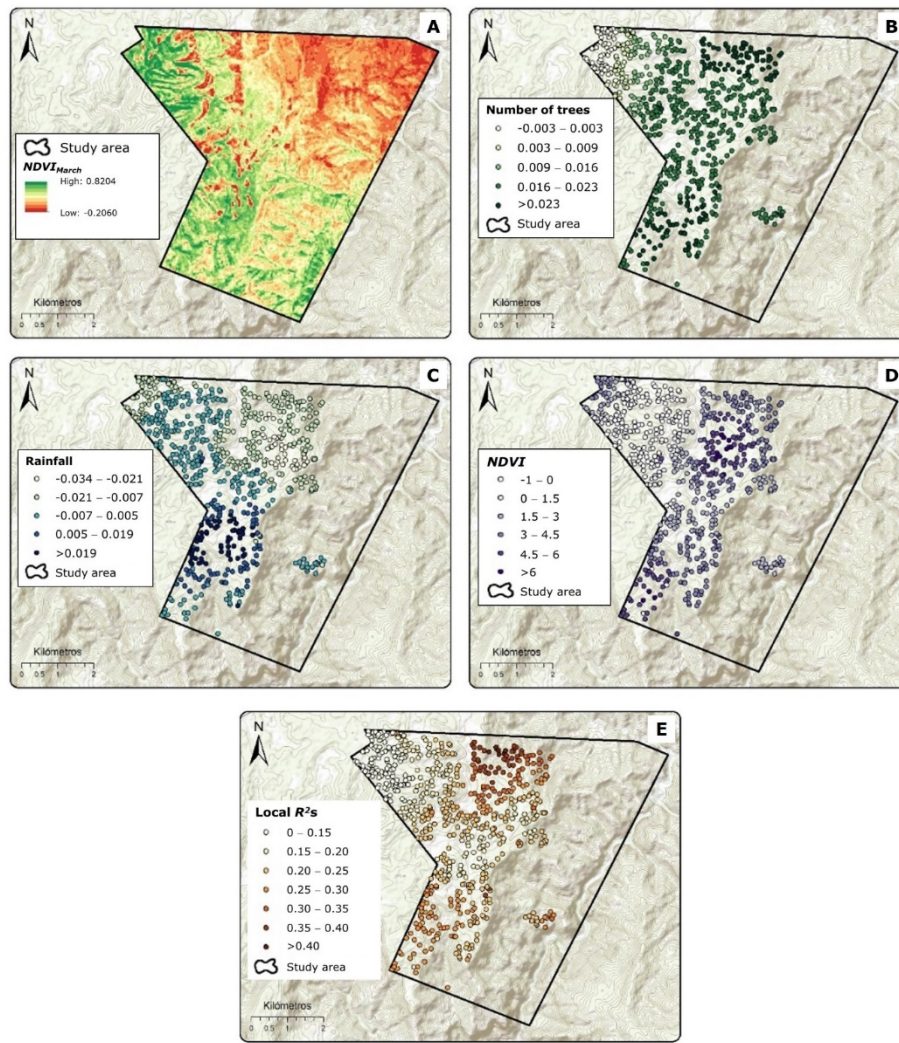 N
A
Study area
NDVIMarch
High: 0.8204
Low: -0.2060
Kilómetros
0 0.5 1 2
N
B
Number of trees
-0.003 – 0.003
0.003 – 0.009
0.009 – 0.016
0.016 – 0.023
>0.023
Study area
Kilómetros
0 0.5 1 2
N
C
Rainfall
-0.034 – -0.021
-0.021 – -0.007
-0.007 – 0.005
0.005 – 0.019
>0.019
Study area
Kilómetros
0 0.5 1 2
N
D
NDVI
-1 – 0
0 – 1.5
1.5 – 3
3 – 4.5
4.5 – 6
>6
Study area
Kilómetros
0 0.5 1 2
N
E
Local R²s
0 – 0.15
0.15 – 0.20
0.20 – 0.25
0.25 – 0.30
0.30 – 0.35
0.35 – 0.40
>0.40
Study area
Kilómetros
0 0.5 1 2